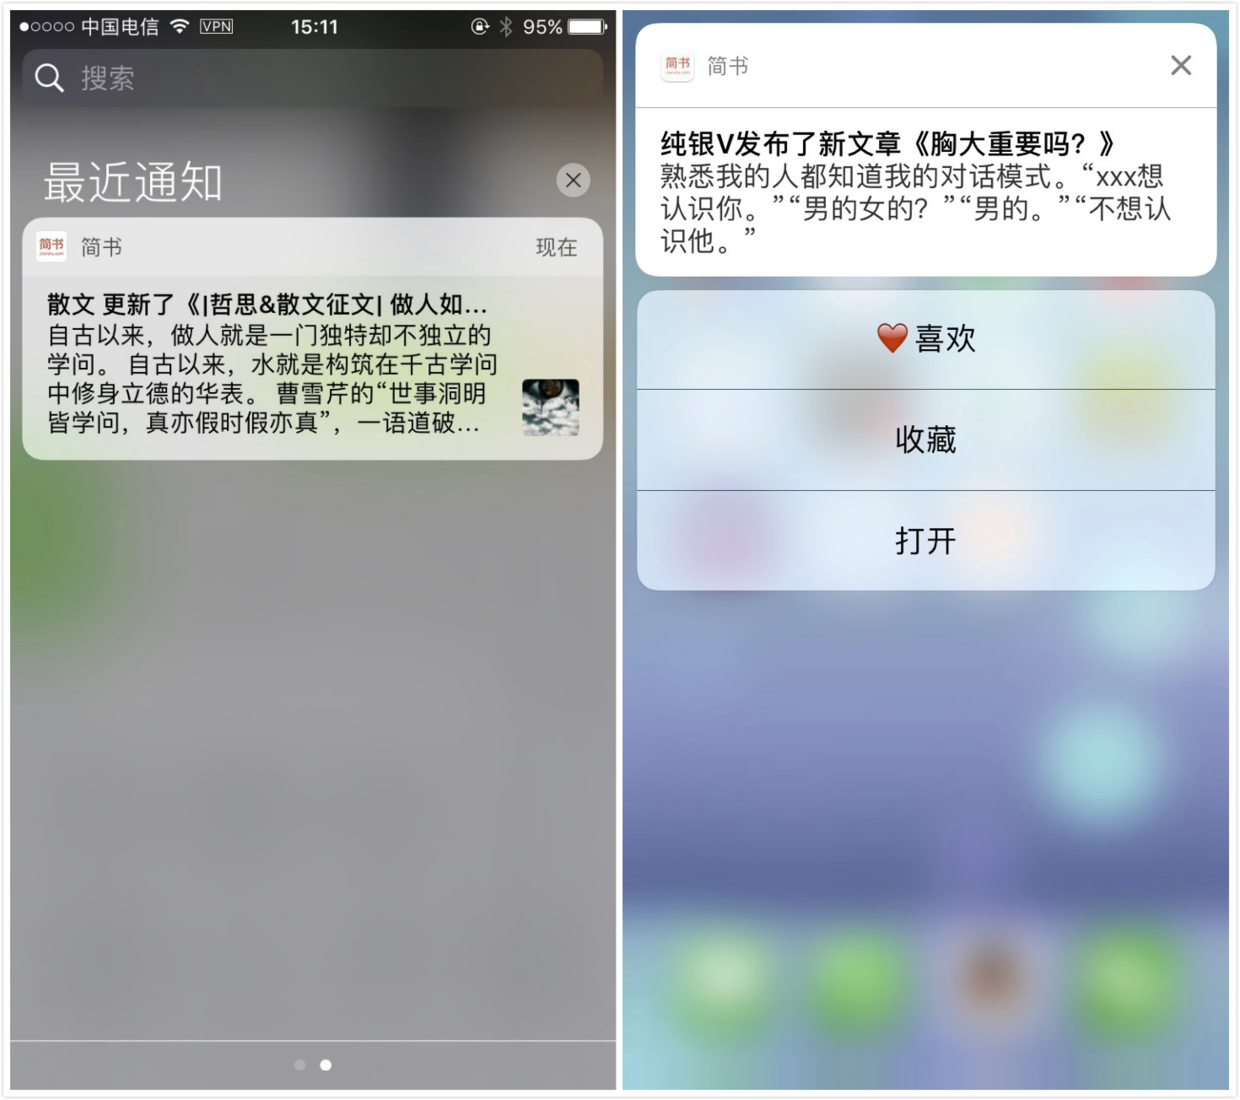 中国电信 VPN 15:11 95%
搜索
最近通知
简书 简书 现在
散文 更新了《|哲思&散文征文| 做人如...
自古以来，做人就是一门独特却不独立的
学问。 自古以来，水就是构筑在千古学问
中修身立德的华表。 曹雪芹的“世事洞明
皆学问，真亦假时假亦真”，一语道破...
简书 简书
纯银V发布了新文章《胸大重要吗？》
熟悉我的人都知道我的对话模式。“xxx想
认识你。”“男的女的？”“男的。”“不想认
识他。”
❤️喜欢
收藏
打开